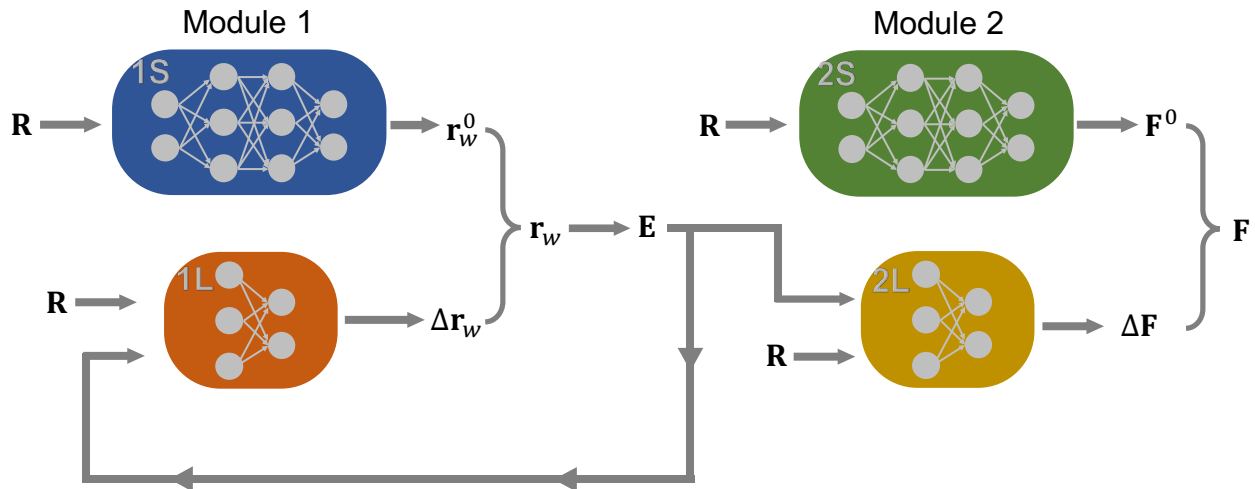 Module 1
Module 2
1S
2S
R
r_w^0
R
F^0
r_w
E
F
1L
2L
R
Δr_w
ΔF
R